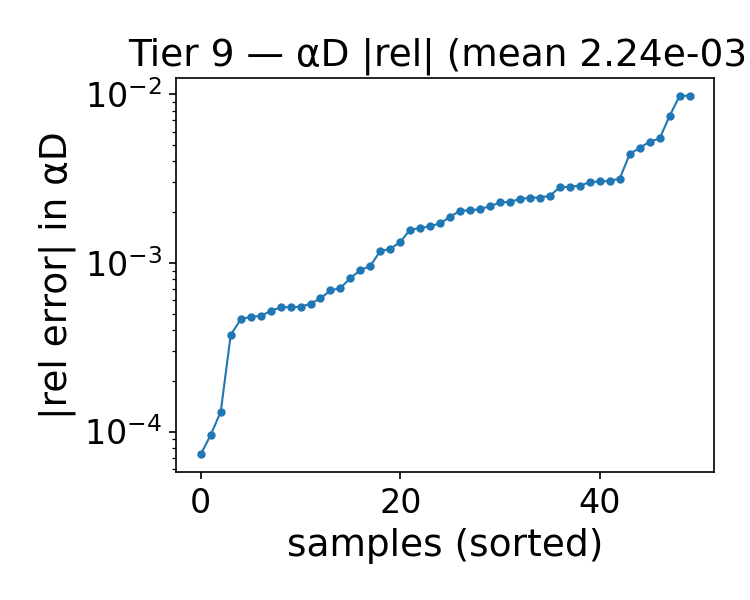 Tier 9 — αD |rel| (mean 2.24e-03
10⁻²
10⁻³
10⁻⁴
|rel error| in αD
0 20 40
samples (sorted)